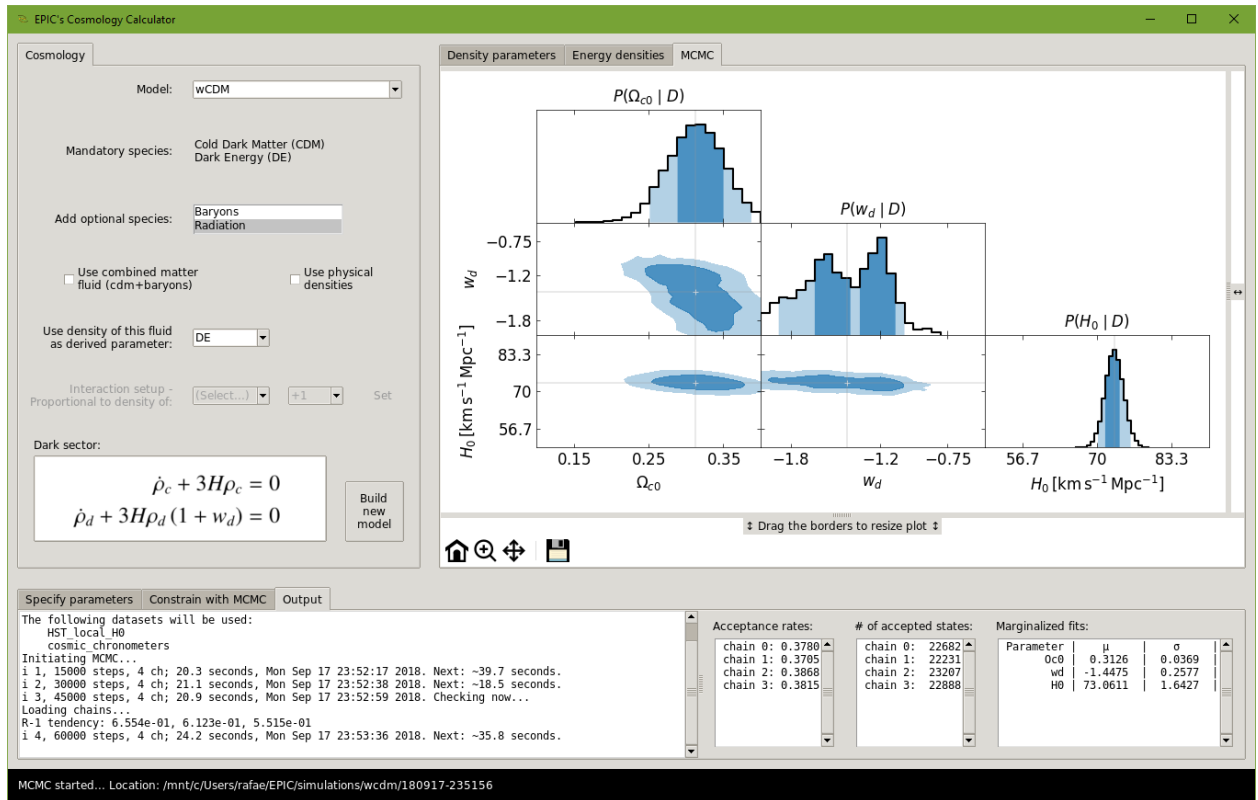 EPIC's Cosmology Calculator
Cosmology
Model:
wCDM
Mandatory species:
Cold Dark Matter (CDM)
Dark Energy (DE)
Add optional species:
Baryons
Radiation
Use combined matter
fluid (cdm+baryons)
Use physical
densities
Use density of this fluid
as derived parameter:
DE
Interaction setup -
Proportional to density of:
(Select...)
+1
Set
Dark sector:
ρ̇_c + 3Hρ_c = 0
ρ̇_d + 3Hρ_d (1 + w_d) = 0
Build
new
model
Density parameters
Energy densities
MCMC
P(Ω_c0 | D)
P(w_d | D)
P(H_0 | D)
w_d
−0.75
−1.2
−1.8
H_0 [km s⁻¹ Mpc⁻¹]
83.3
70
56.7
0.15 0.25 0.35
−1.8 −1.2 −0.75
56.7 70 83.3
Ω_c0
w_d
H_0 [km s⁻¹ Mpc⁻¹]
↕ Drag the borders to resize plot ↕
Specify parameters
Constrain with MCMC
Output
The following datasets will be used:
HST_local_H0
cosmic_chronometers
Initiating MCMC...
i 1, 15000 steps, 4 ch; 20.3 seconds, Mon Sep 17 23:52:17 2018. Next: ~39.7 seconds.
i 2, 30000 steps, 4 ch; 21.1 seconds, Mon Sep 17 23:52:38 2018. Next: ~18.5 seconds.
i 3, 45000 steps, 4 ch; 20.9 seconds, Mon Sep 17 23:52:59 2018. Checking now...
Loading chains...
R-1 tendency: 6.554e-01, 6.123e-01, 5.515e-01
i 4, 60000 steps, 4 ch; 24.2 seconds, Mon Sep 17 23:53:36 2018. Next: ~35.8 seconds.
Acceptance rates:
chain 0: 0.3780
chain 1: 0.3705
chain 2: 0.3868
chain 3: 0.3815
# of accepted states:
chain 0: 22682
chain 1: 22231
chain 2: 23207
chain 3: 22888
Marginalized fits:
Parameter | μ | σ |
Oc0 | 0.3126 | 0.0369 |
wd | -1.4475 | 0.2577 |
H0 | 73.0611 | 1.6427 |
MCMC started... Location: /mnt/c/Users/rafae/EPIC/simulations/wcdm/180917-235156